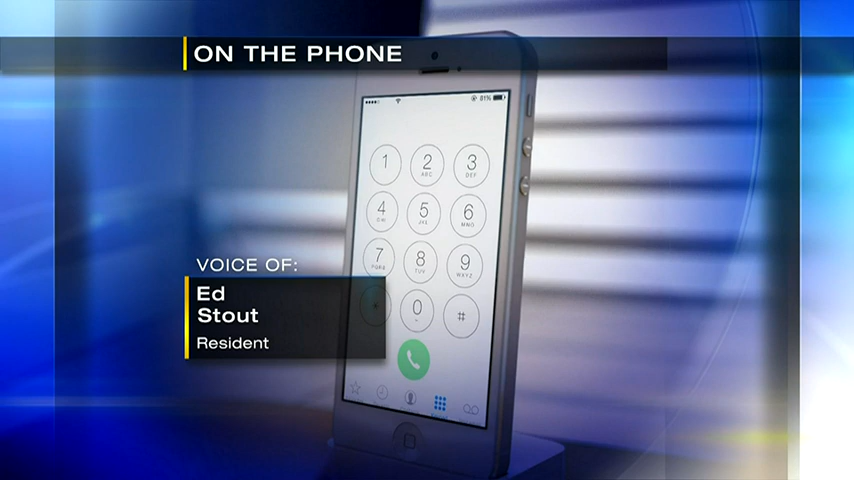 ON THE PHONE
81%
1
2
ABC
3
DEF
4
GHI
5
JKL
6
MNO
7
PQRS
8
TUV
9
WXYZ
*
0
#
VOICE OF:
Ed
Stout
Resident